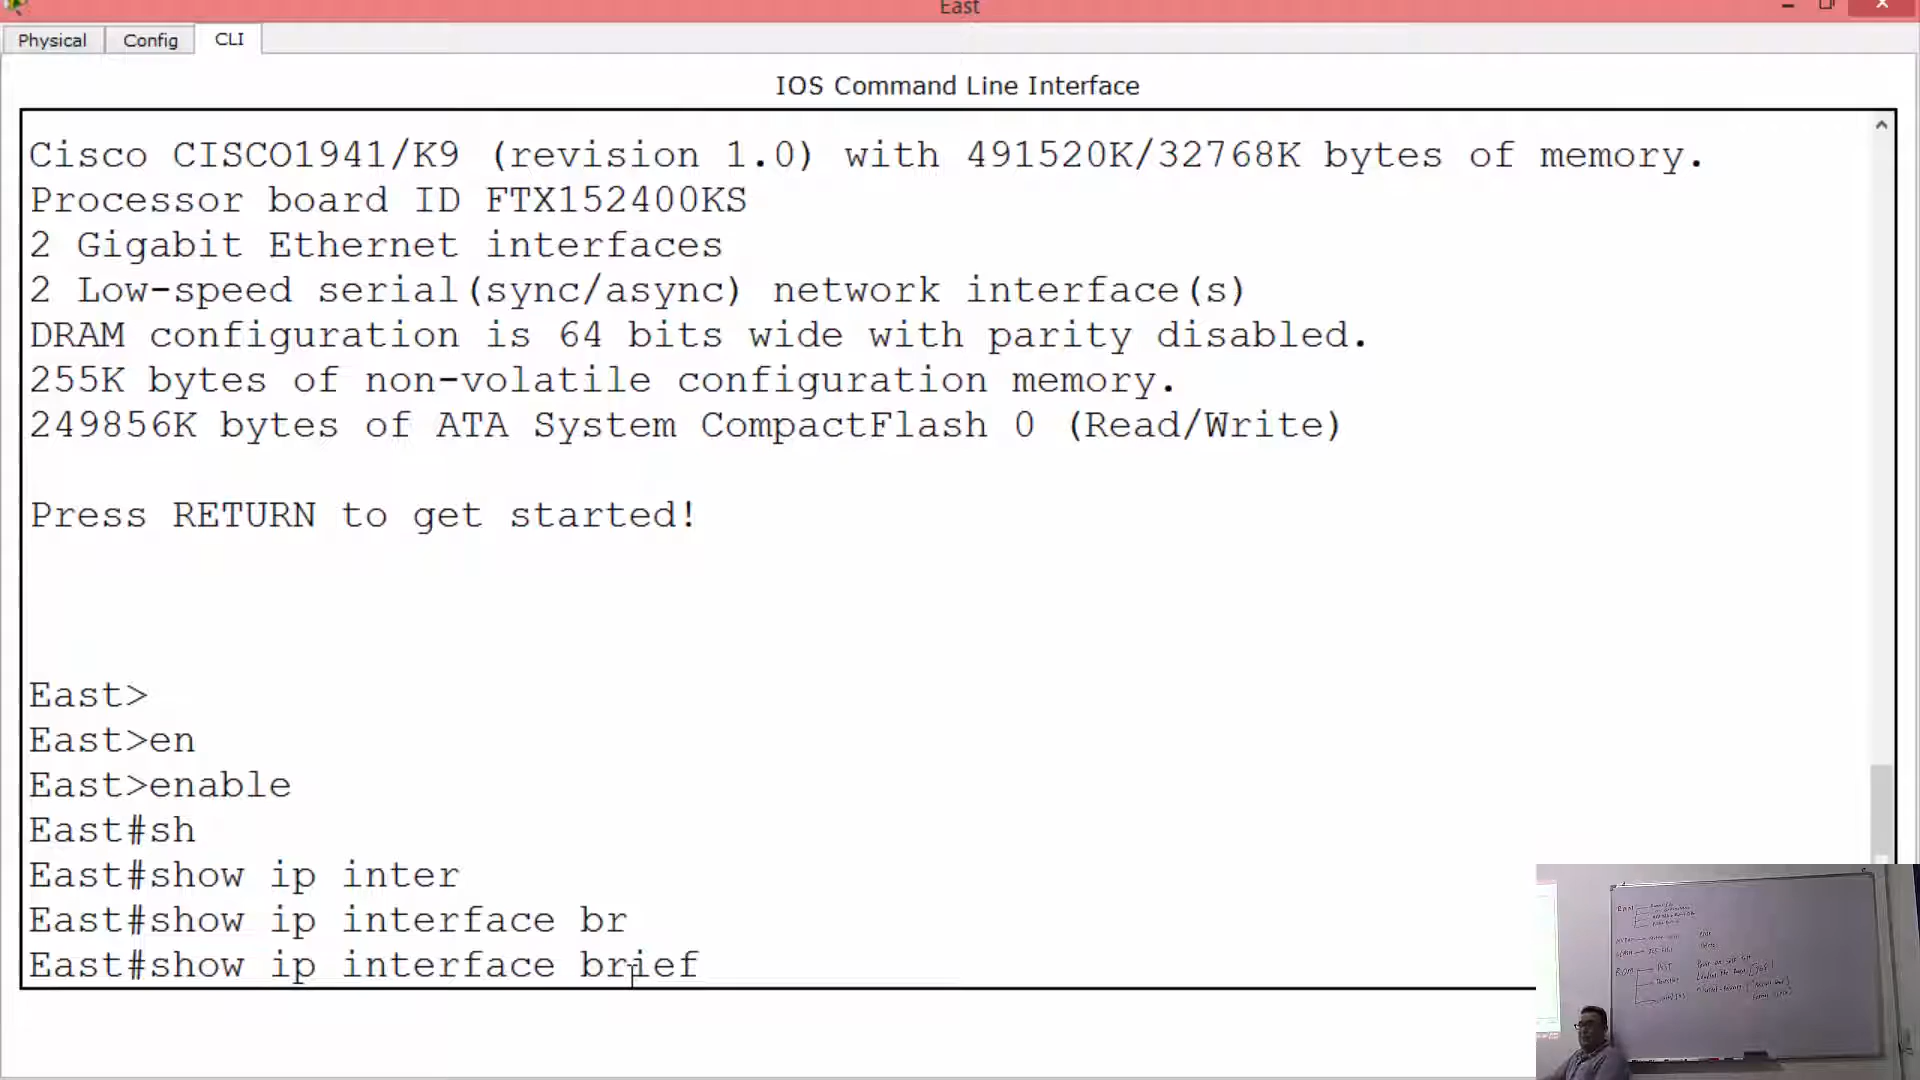 East
Physical
Config
CLI
IOS Command Line Interface
Cisco CISCO1941/K9 (revision 1.0) with 491520K/32768K bytes of memory.
Processor board ID FTX152400KS
2 Gigabit Ethernet interfaces
2 Low-speed serial(sync/async) network interface(s)
DRAM configuration is 64 bits wide with parity disabled.
255K bytes of non-volatile configuration memory.
249856K bytes of ATA System CompactFlash 0 (Read/Write)
Press RETURN to get started!
East>
East>en
East>enable
East#sh
East#show ip inter
East#show ip interface br
East#show ip interface brief
RAM
ROM
POST